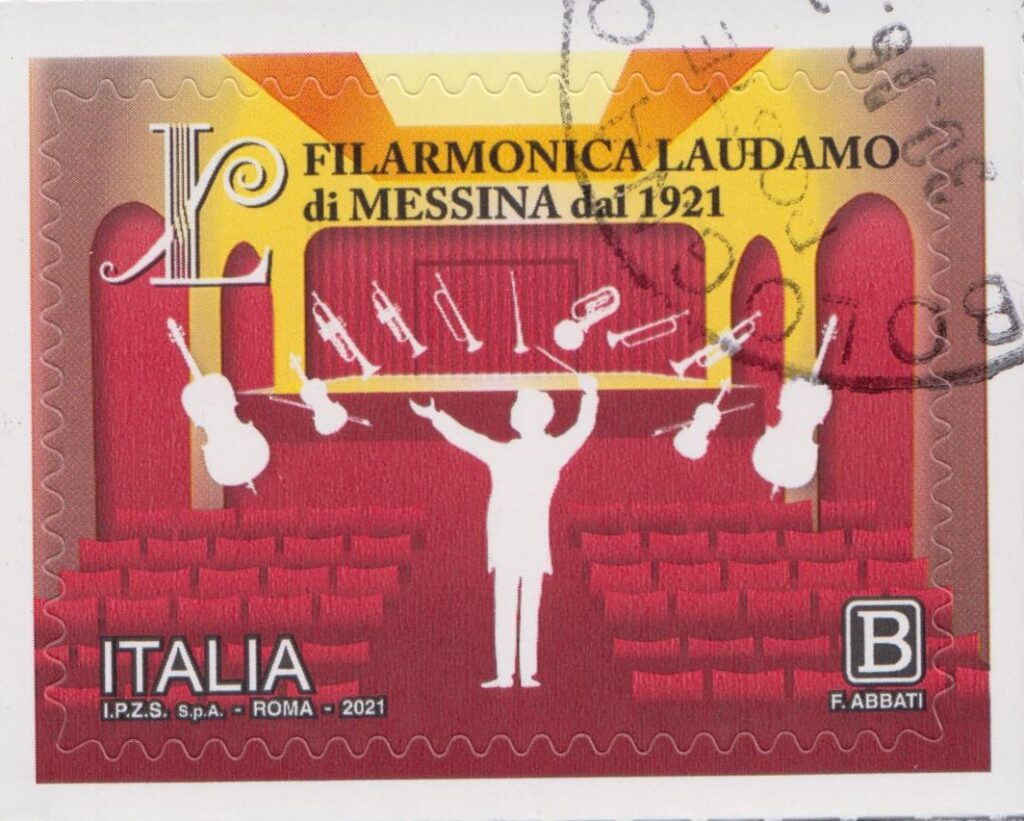 FILARMONICA LAUDAMO
di MESSINA dal 1921
ITALIA
I.P.Z.S. S.p.A. - ROMA - 2021
B
F. ABBATI